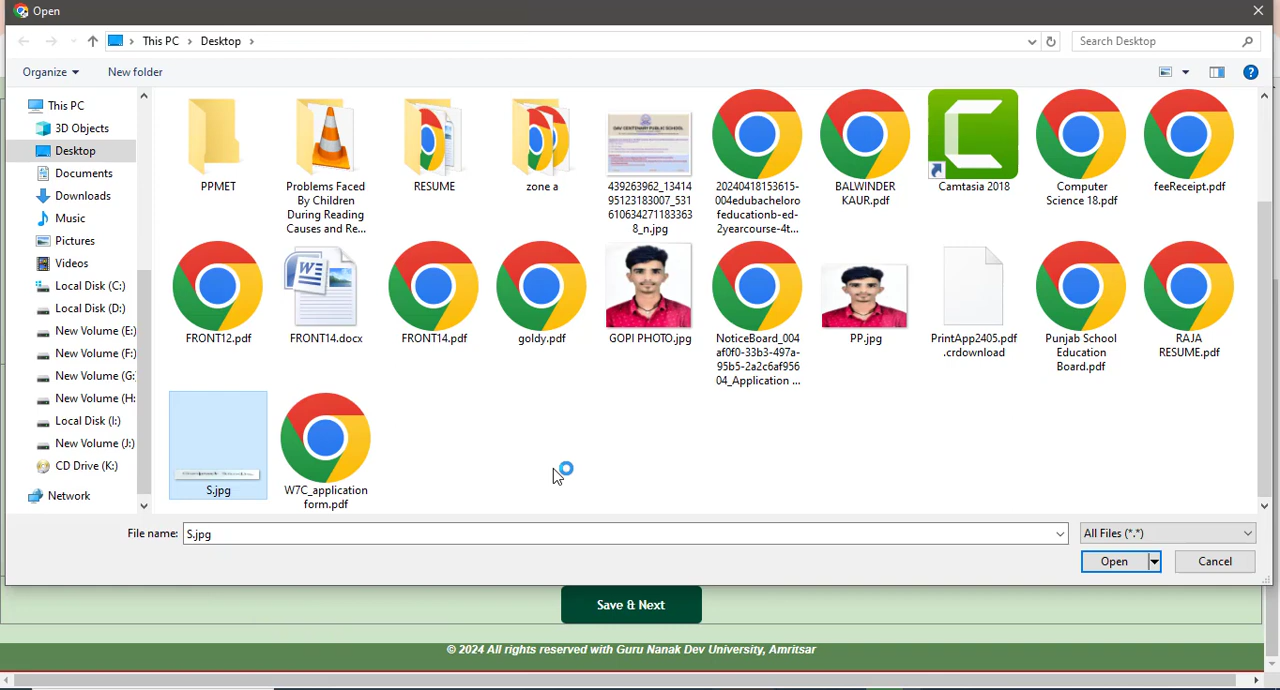 Open
This PC
Desktop
Search Desktop
Organize
New folder
This PC
3D Objects
Desktop
Documents
Downloads
Music
Pictures
Videos
Local Disk (C:)
Local Disk (D:)
New Volume (E:)
New Volume (F:)
New Volume (G:
New Volume (H:
Local Disk (I:)
New Volume (J:)
CD Drive (K:)
Network
PPMET
Problems Faced
By Children
During Reading
Causes and Re...
RESUME
zone a
DAV CENTENARY PUBLIC SCHOOL
439263962_13414
95123183007_531
610634271183363
8_n.jpg
20240418153615-
004edubacheloro
feducationb-ed-
2yearcourse-4t...
BALWINDER
KAUR.pdf
Camtasia 2018
Computer
Science 18.pdf
feeReceipt.pdf
FRONT12.pdf
FRONT14.docx
FRONT14.pdf
goldy.pdf
GOPI PHOTO.jpg
NoticeBoard_004
af0f0-33b3-497a-
95b5-2a2c6af956
04_Application ...
PP.jpg
PrintApp2405.pdf
.crdownload
Punjab School
Education
Board.pdf
RAJA
RESUME.pdf
S.jpg
W7C_application
form.pdf
File name:
S.jpg
All Files (*.*)
Open
Cancel
Save & Next
© 2024 All rights reserved with Guru Nanak Dev University, Amritsar